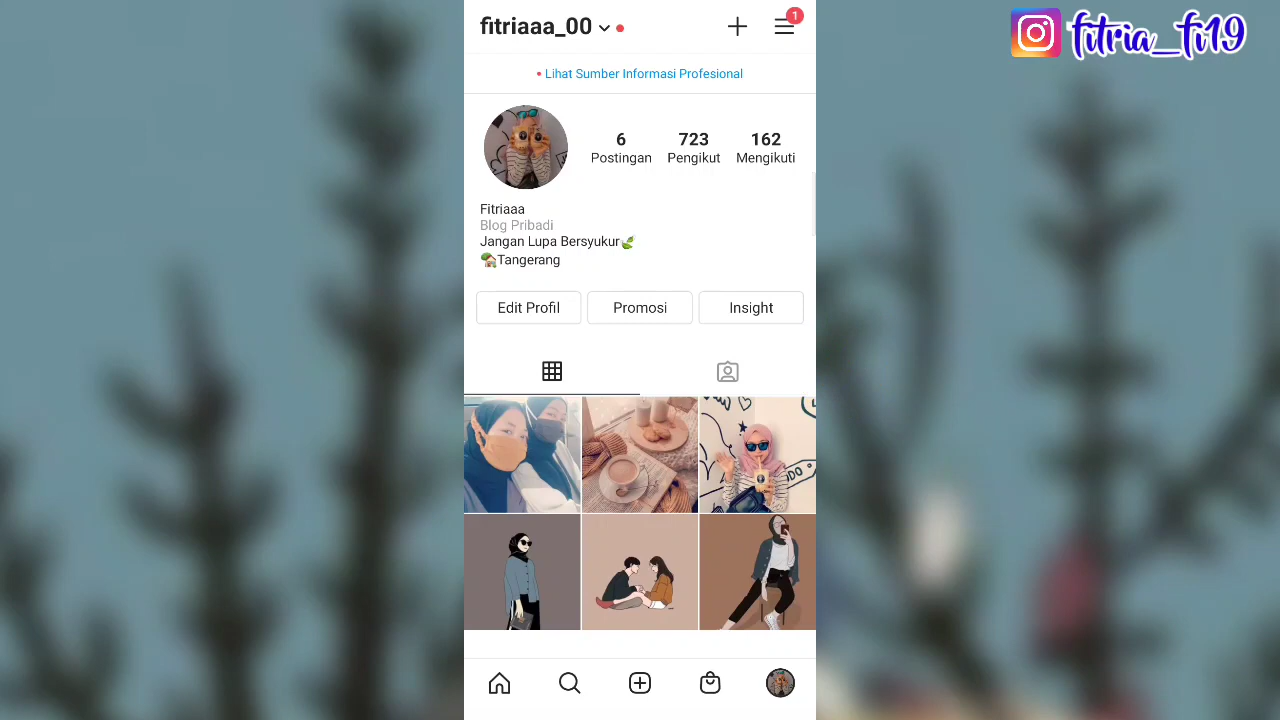 fitriaaa_00
1
fitria_fi19
Lihat Sumber Informasi Profesional
6 723 162
Postingan Pengikut Mengikuti
Fitriaaa
Blog Pribadi
Jangan Lupa Bersyukur🍃
🏡Tangerang
Edit Profil Promosi Insight